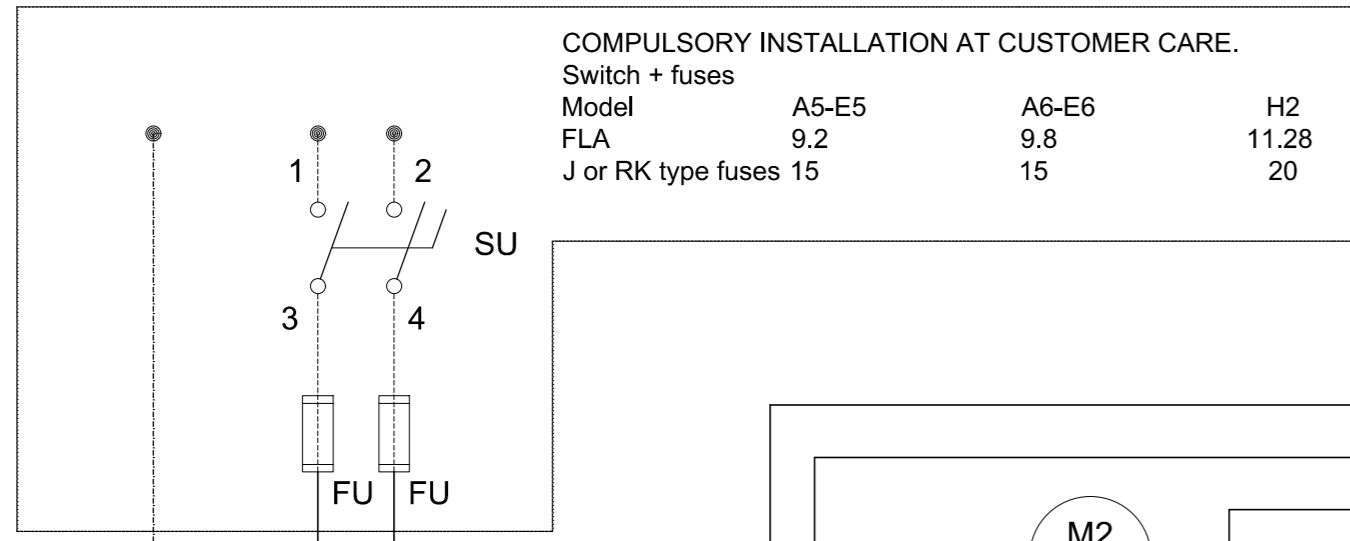 COMPULSORY INSTALLATION AT CUSTOMER CARE.
Switch + fuses
Model A5-E5 A6-E6 H2
FLA 9.2 9.8 11.28
J or RK type fuses 15 15 20
1 2
SU
3 4
FU FU
M2